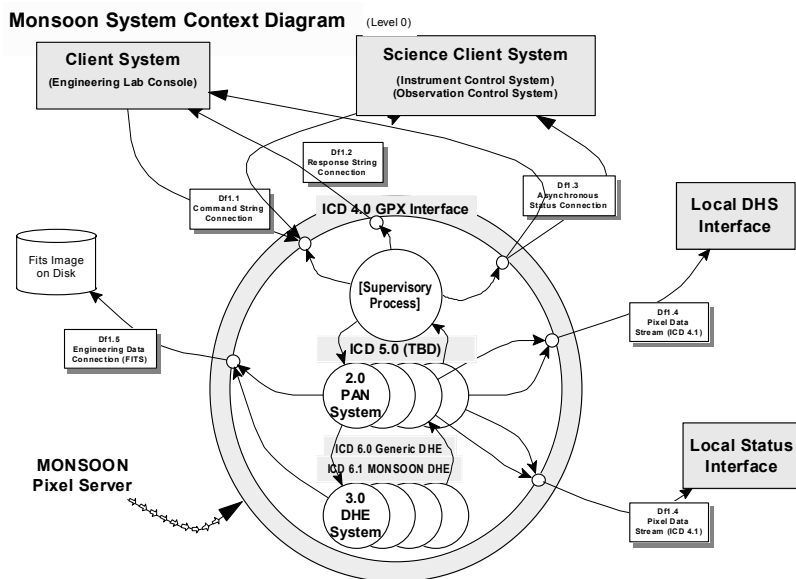 Monsoon System Context Diagram (Level 0)
Client System
(Engineering Lab Console)
Science Client System
(Instrument Control System)
(Observation Control System)
Df1.2
Response String
Connection
Df1.1
Command String
Connection
Df1.3
Asynchronous
Status Connection
ICD 4.0 GPX Interface
Local DHS
Interface
Fits Image
on Disk
[Supervisory
Process]
Df1.4
Pixel Data
Stream (ICD 4.1)
Df1.5
Engineering Data
Connection (FITS)
ICD 5.0 (TBD)
2.0
PAN
System
ICD 6.0 Generic DHE
ICD 6.1 MONSOON DHE
Local Status
Interface
MONSOON
Pixel Server
3.0
DHE
System
Df1.4
Pixel Data
Stream (ICD 4.1)